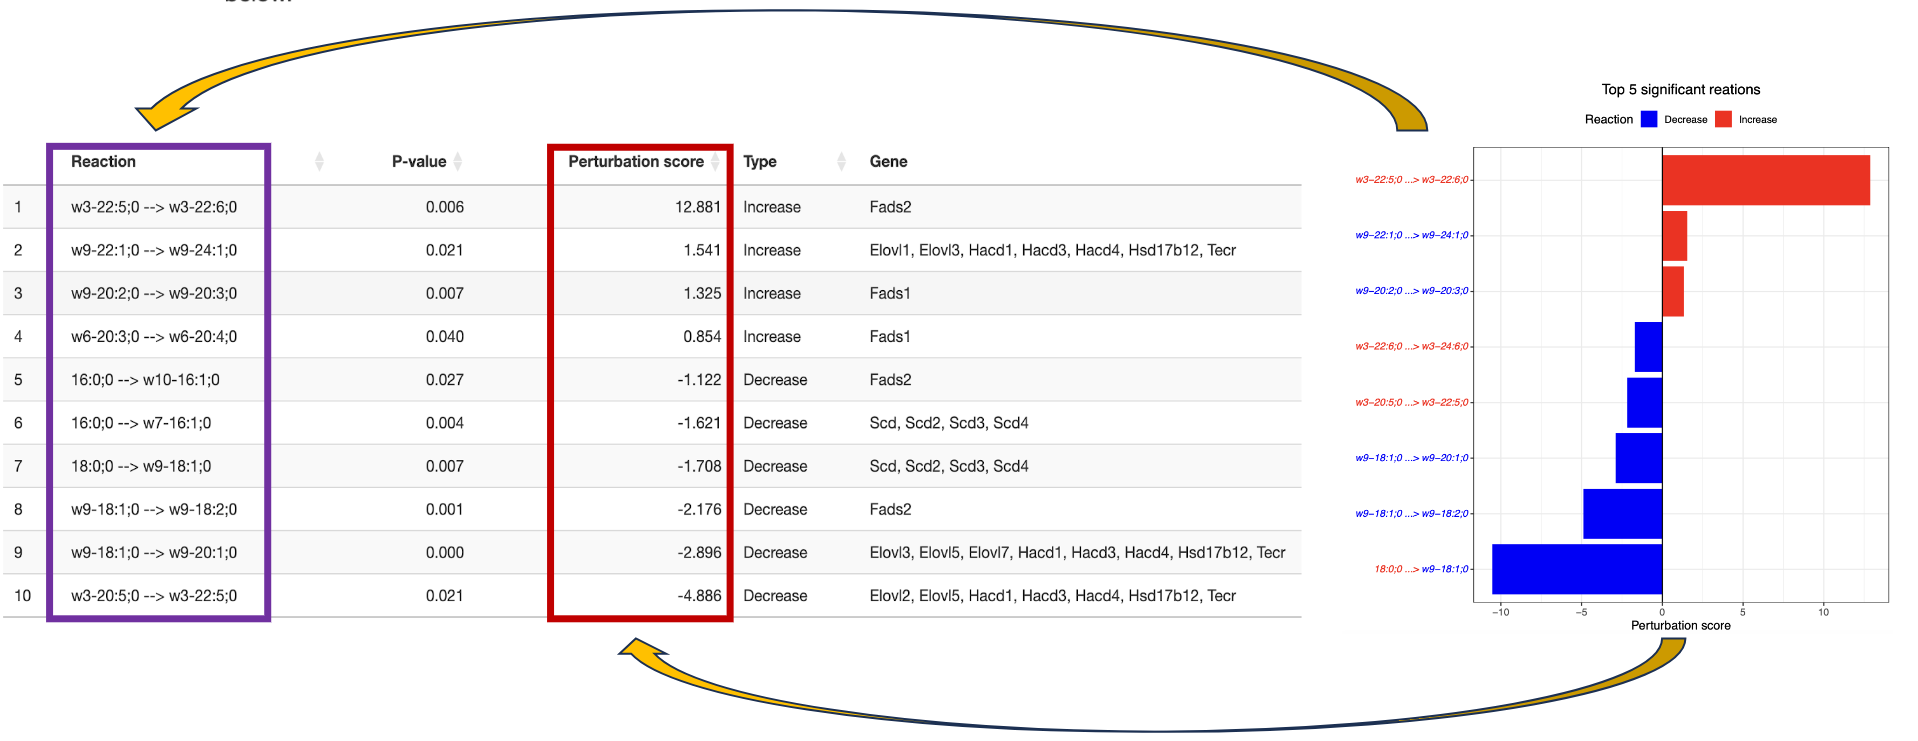 Reaction P-value Perturbation score Type Gene
1 w3-22:5;0 --> w3-22:6;0 0.006 12.881 Increase Fads2
2 w9-22:1;0 --> w9-24:1;0 0.021 1.541 Increase Elovl1, Elovl3, Hacd1, Hacd3, Hacd4, Hsd17b12, Tecr
3 w9-20:2;0 --> w9-20:3;0 0.007 1.325 Increase Fads1
4 w6-20:3;0 --> w6-20:4;0 0.040 0.854 Increase Fads1
5 16:0;0 --> w10-16:1;0 0.027 -1.122 Decrease Fads2
6 16:0;0 --> w7-16:1;0 0.004 -1.621 Decrease Scd, Scd2, Scd3, Scd4
7 18:0;0 --> w9-18:1;0 0.007 -1.708 Decrease Scd, Scd2, Scd3, Scd4
8 w9-18:1;0 --> w9-18:2;0 0.001 -2.176 Decrease Fads2
9 w9-18:1;0 --> w9-20:1;0 0.000 -2.896 Decrease Elovl3, Elovl5, Elovl7, Hacd1, Hacd3, Hacd4, Hsd17b12, Tecr
10 w3-20:5;0 --> w3-22:5;0 0.021 -4.886 Decrease Elovl2, Elovl5, Hacd1, Hacd3, Hacd4, Hsd17b12, Tecr
Top 5 significant reations
Reaction Decrease Increase
w3−22:5;0 ...> w3−22:6;0
w9−22:1;0 ...> w9−24:1;0
w9−20:2;0 ...> w9−20:3;0
w3−22:6;0 ...> w3−24:6;0
w3−20:5;0 ...> w3−22:5;0
w9−18:1;0 ...> w9−20:1;0
w9−18:1;0 ...> w9−18:2;0
18:0;0 ...> w9−18:1;0
−10 −5 0 5 10
Perturbation score